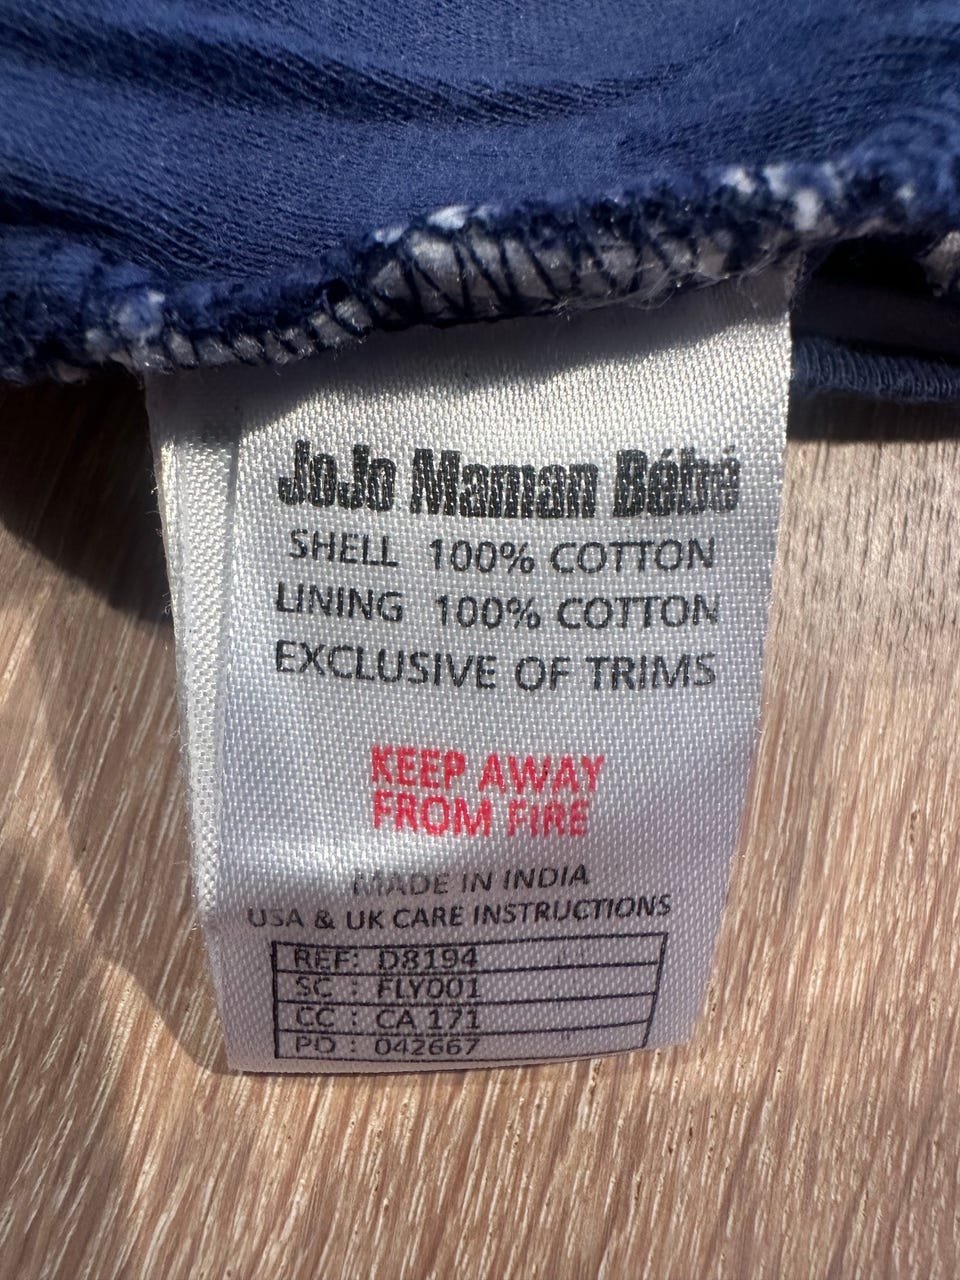 JoJo Maman Bébé
SHELL 100% COTTON
LINING 100% COTTON
EXCLUSIVE OF TRIMS
KEEP AWAY
FROM FIRE
MADE IN INDIA
USA & UK CARE INSTRUCTIONS
REF: D8194
SC : FLY001
CC : CA 171
PO : 042667